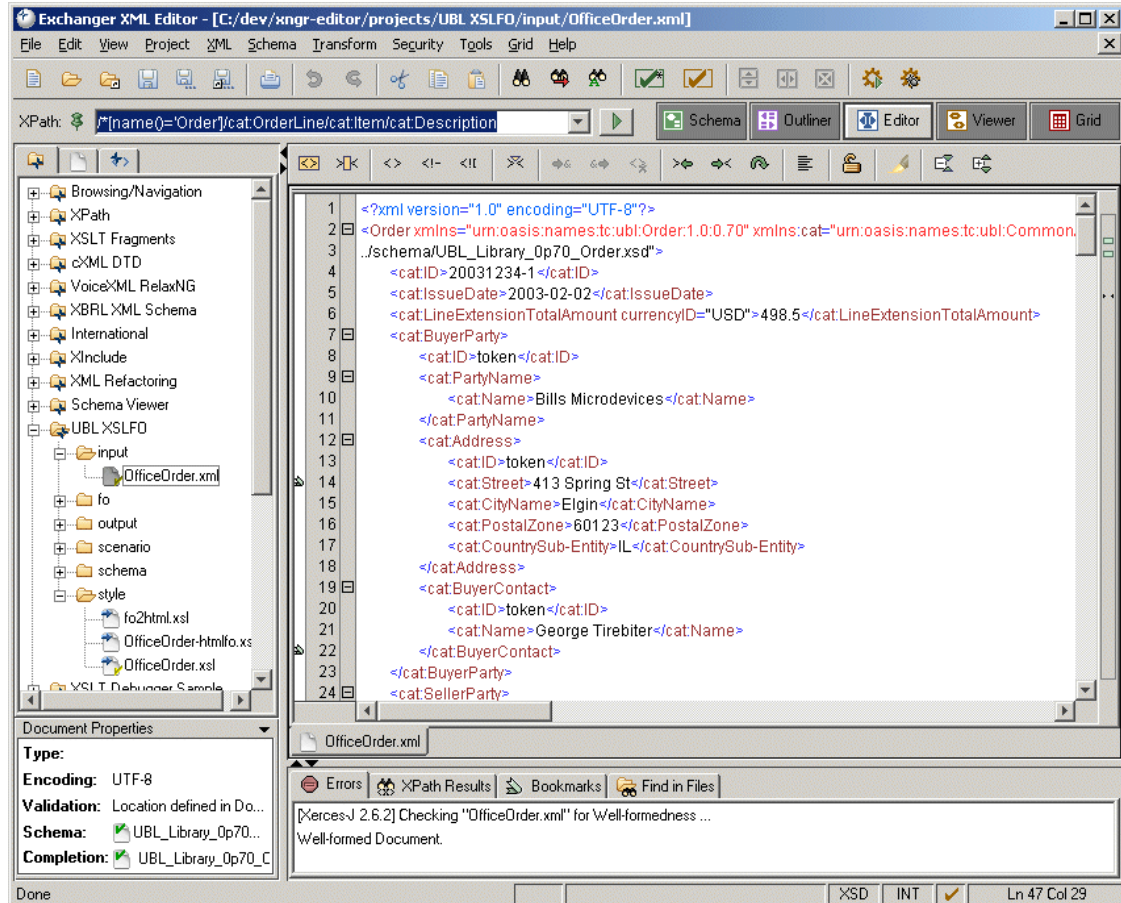 Exchanger XML Editor - [C:/dev/xngr-editor/projects/UBL XSLFO/input/OfficeOrder.xml]
File Edit View Project XML Schema Transform Security Tools Grid Help
XPath: /*[name()='Order']/cat:OrderLine/cat:Item/cat:Description Schema Outliner Editor Viewer Grid
Browsing/Navigation
XPath
XSLT Fragments
cXML DTD
VoiceXML RelaxNG
XBRL XML Schema
International
XInclude
XML Refactoring
Schema Viewer
UBL XSLFO
input
OfficeOrder.xml
fo
output
scenario
schema
style
fo2html.xsl
OfficeOrder-htmlfo.xs
OfficeOrder.xsl
XSLT Debugger Sample
1 <?xml version="1.0" encoding="UTF-8"?>
2 <Order xmlns="urn:oasis:names:tc:ubl:Order:1.0:0.70" xmlns:cat="urn:oasis:names:tc:ubl:Common
3 ../schema/UBL_Library_0p70_Order.xsd">
4 <cat:ID>20031234-1</cat:ID>
5 <cat:IssueDate>2003-02-02</cat:IssueDate>
6 <cat:LineExtensionTotalAmount currencyID="USD">498.5</cat:LineExtensionTotalAmount>
7 <cat:BuyerParty>
8 <cat:ID>token</cat:ID>
9 <cat:PartyName>
10 <cat:Name>Bills Microdevices</cat:Name>
11 </cat:PartyName>
12 <cat:Address>
13 <cat:ID>token</cat:ID>
14 <cat:Street>413 Spring St</cat:Street>
15 <cat:CityName>Elgin</cat:CityName>
16 <cat:PostalZone>60123</cat:PostalZone>
17 <cat:CountrySub-Entity>IL</cat:CountrySub-Entity>
18 </cat:Address>
19 <cat:BuyerContact>
20 <cat:ID>token</cat:ID>
21 <cat:Name>George Tirebiter</cat:Name>
22 </cat:BuyerContact>
23 </cat:BuyerParty>
24 <cat:SellerParty>
OfficeOrder.xml
Document Properties
Type:
Encoding: UTF-8
Validation: Location defined in Do...
Schema: UBL_Library_0p70...
Completion: UBL_Library_0p70_C
Errors XPath Results Bookmarks Find in Files
[Xerces-J 2.6.2] Checking "OfficeOrder.xml" for Well-formedness ...
Well-formed Document.
Done XSD INT Ln 47 Col 29